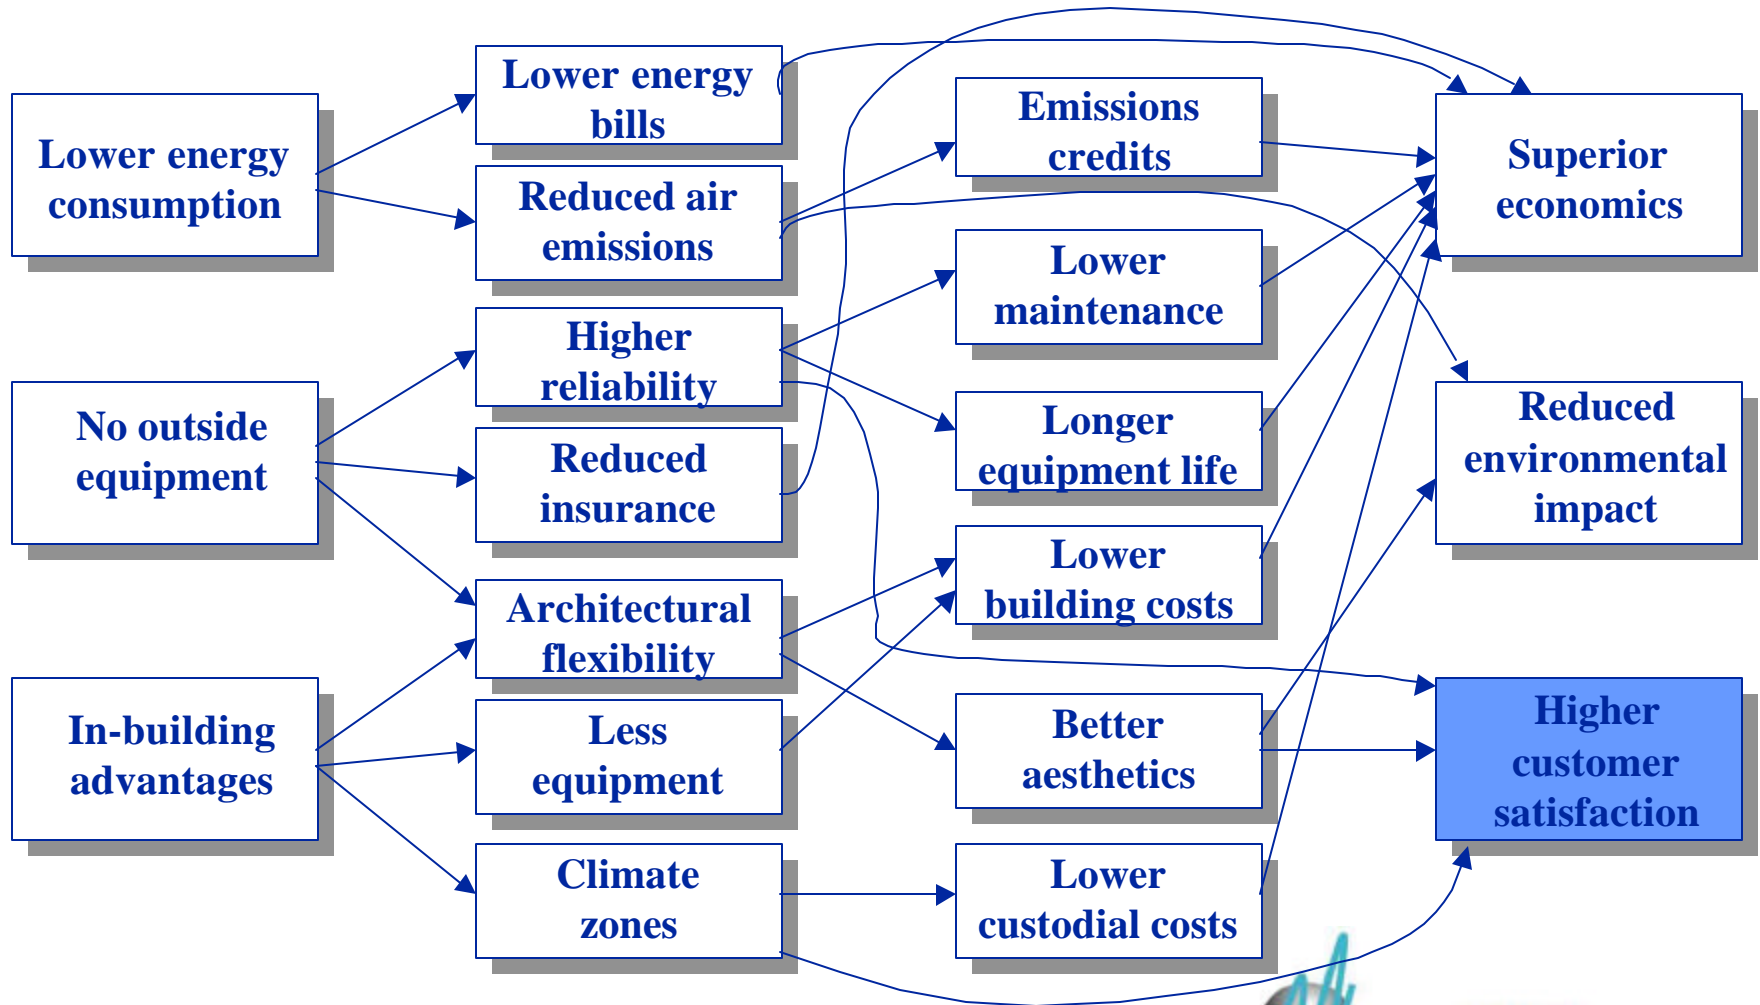 Lower energy
consumption
No outside
equipment
In-building
advantages
Lower energy
bills
Reduced air
emissions
Higher
reliability
Reduced
insurance
Architectural
flexibility
Less
equipment
Climate
zones
Emissions
credits
Lower
maintenance
Longer
equipment life
Lower
building costs
Better
aesthetics
Lower
custodial costs
Superior
economics
Reduced
environmental
impact
Higher
customer
satisfaction